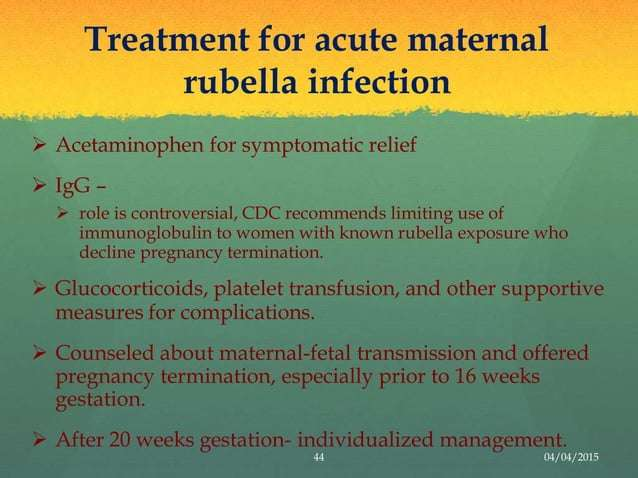 Treatment for acute maternal
rubella infection
➢ Acetaminophen for symptomatic relief
➢ IgG –
➢ role is controversial, CDC recommends limiting use of
immunoglobulin to women with known rubella exposure who
decline pregnancy termination.
➢ Glucocorticoids, platelet transfusion, and other supportive
measures for complications.
➢ Counseled about maternal-fetal transmission and offered
pregnancy termination, especially prior to 16 weeks
gestation.
➢ After 20 weeks gestation- individualized management.
44
04/04/2015